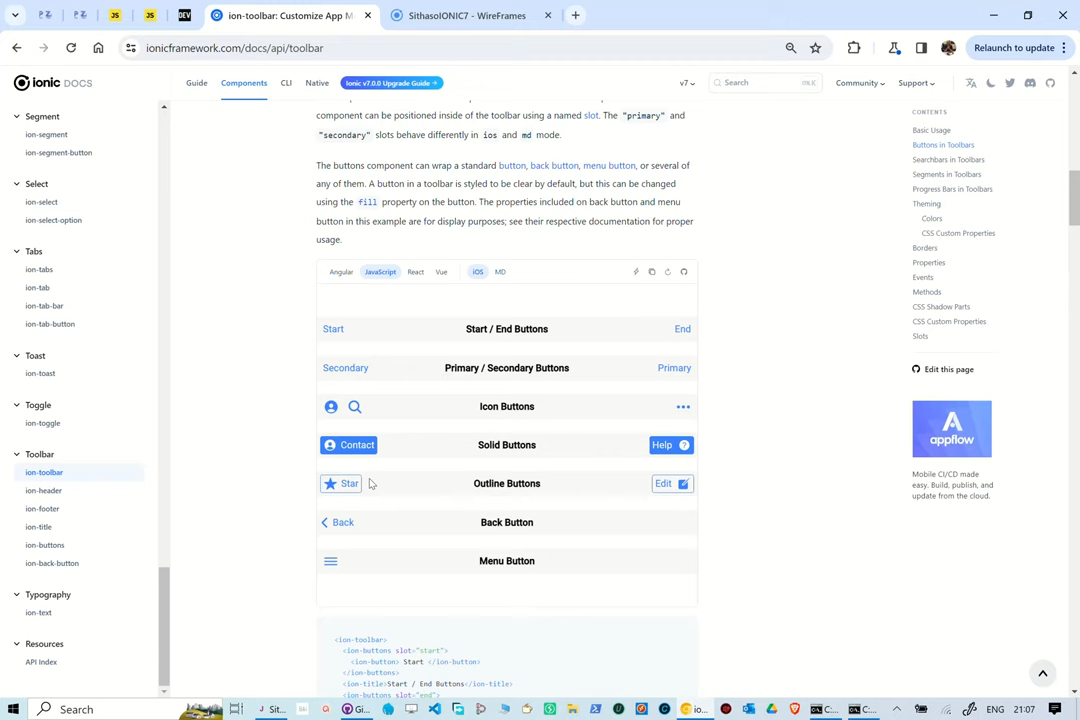 ion-toolbar: Customize App M
SithasoIONIC7 - WireFrames
JS
JS
DEV
ionicframework.com/docs/api/toolbar
Relaunch to update
ionic DOCS
Guide
Components
CLI
Native
Ionic v7.0.0 Upgrade Guide
v7
Search
Community
Support
Segment
ion-segment
ion-segment-button
Select
ion-select
ion-select-option
Tabs
ion-tabs
ion-tab
ion-tab-bar
ion-tab-button
Toast
ion-toast
Toggle
ion-toggle
Toolbar
ion-toolbar
ion-header
ion-footer
ion-title
ion-buttons
ion-back-button
Typography
ion-text
Resources
API Index
component can be positioned inside of the toolbar using a named slot. The "primary" and
"secondary" slots behave differently in ios and md mode.
The buttons component can wrap a standard button, back button, menu button, or several of
any of them. A button in a toolbar is styled to be clear by default, but this can be changed
using the fill property on the button. The properties included on back button and menu
button in this example are for display purposes; see their respective documentation for proper
usage.
Angular JavaScript React Vue iOS MD
Start Start / End Buttons End
Secondary Primary / Secondary Buttons Primary
Icon Buttons
Contact Solid Buttons Help
Star Outline Buttons Edit
Back Back Button
Menu Button
<ion-toolbar>
<ion-buttons slot="start">
<ion-button> Start </ion-button>
</ion-buttons>
<ion-title>Start / End Buttons</ion-title>
<ion-buttons slot="end">
CONTENTS
Basic Usage
Buttons in Toolbars
Searchbars in Toolbars
Segments in Toolbars
Progress Bars in Toolbars
Theming
Colors
CSS Custom Properties
Borders
Properties
Events
Methods
CSS Shadow Parts
CSS Custom Properties
Slots
Edit this page
appflow
Mobile CI/CD made
easy. Build, publish, and
update from the cloud.
Search
Sit...
Gi...
io...
C...
C...
ENG
21:07